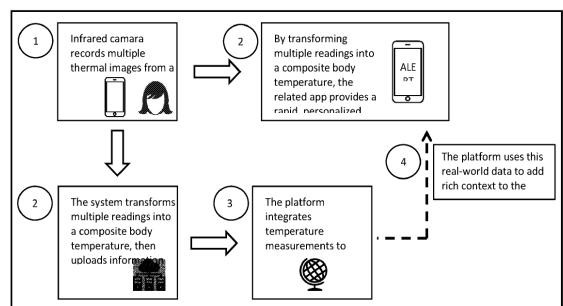 1
Infrared camara
records multiple
thermal images from a
2
By transforming
multiple readings into
a composite body
temperature, the
related app provides a
rapid, personalized
ALE
RT
2
The system transforms
multiple readings into
a composite body
temperature, then
uploads information
3
The platform
integrates
temperature
measurements to
4
The platform uses this
real-world data to add
rich context to the